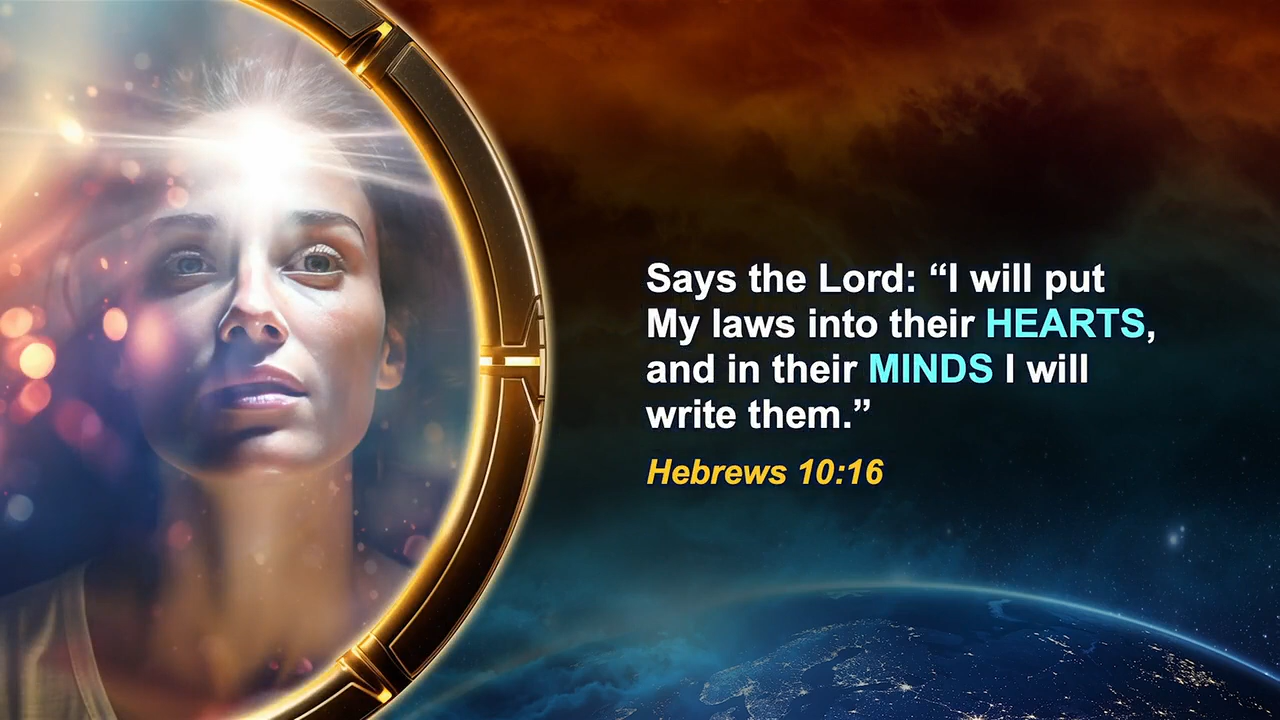 Says the Lord: “I will put
My laws into their HEARTS,
and in their MINDS I will
write them.”
Hebrews 10:16